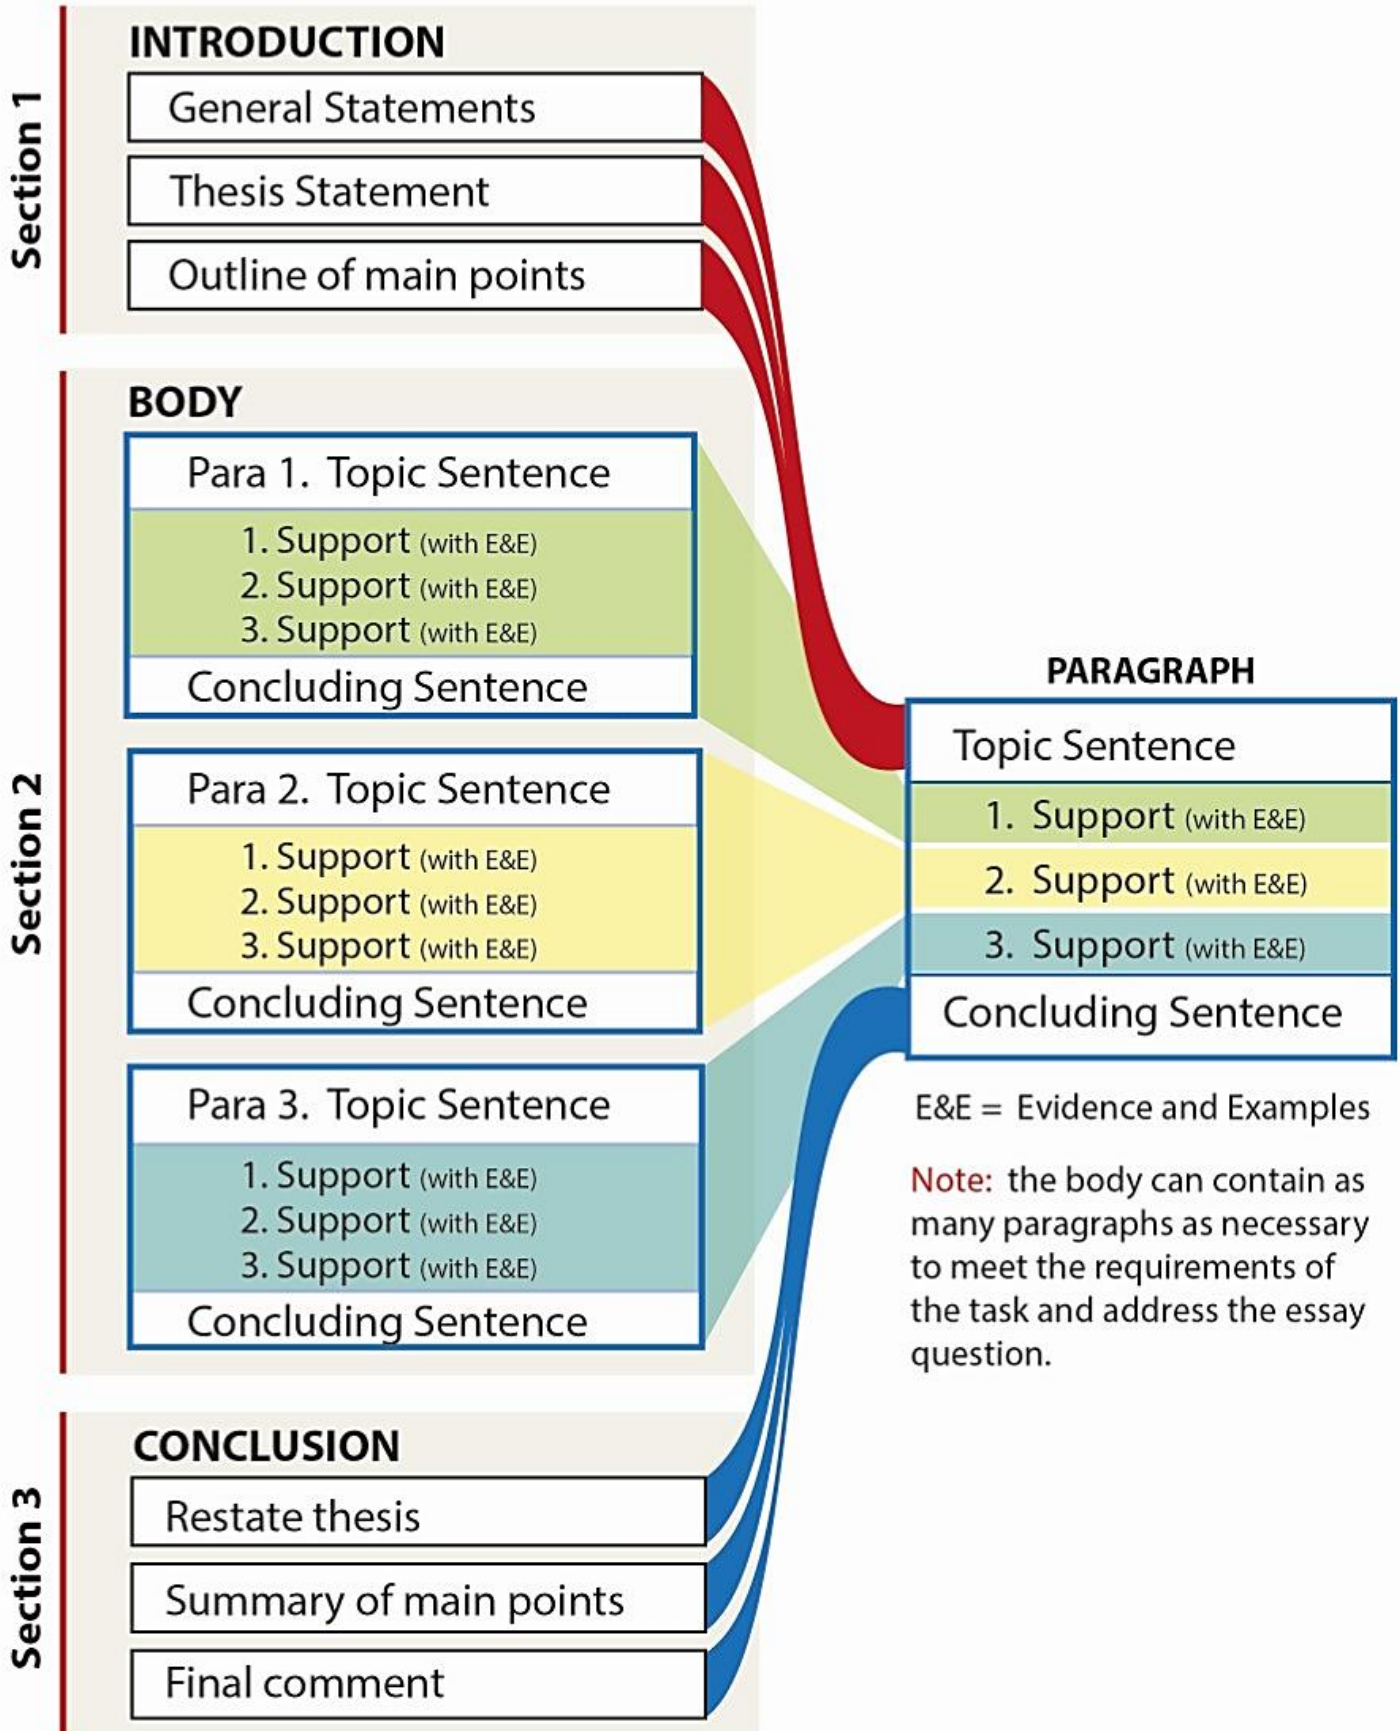 Section 1
INTRODUCTION
General Statements
Thesis Statement
Outline of main points
Section 2
BODY
Para 1. Topic Sentence
1. Support (with E&E)
2. Support (with E&E)
3. Support (with E&E)
Concluding Sentence
Para 2. Topic Sentence
1. Support (with E&E)
2. Support (with E&E)
3. Support (with E&E)
Concluding Sentence
Para 3. Topic Sentence
1. Support (with E&E)
2. Support (with E&E)
3. Support (with E&E)
Concluding Sentence
Section 3
CONCLUSION
Restate thesis
Summary of main points
Final comment
PARAGRAPH
Topic Sentence
1. Support (with E&E)
2. Support (with E&E)
3. Support (with E&E)
Concluding Sentence
E&E = Evidence and Examples
Note: the body can contain as
many paragraphs as necessary
to meet the requirements of
the task and address the essay
question.